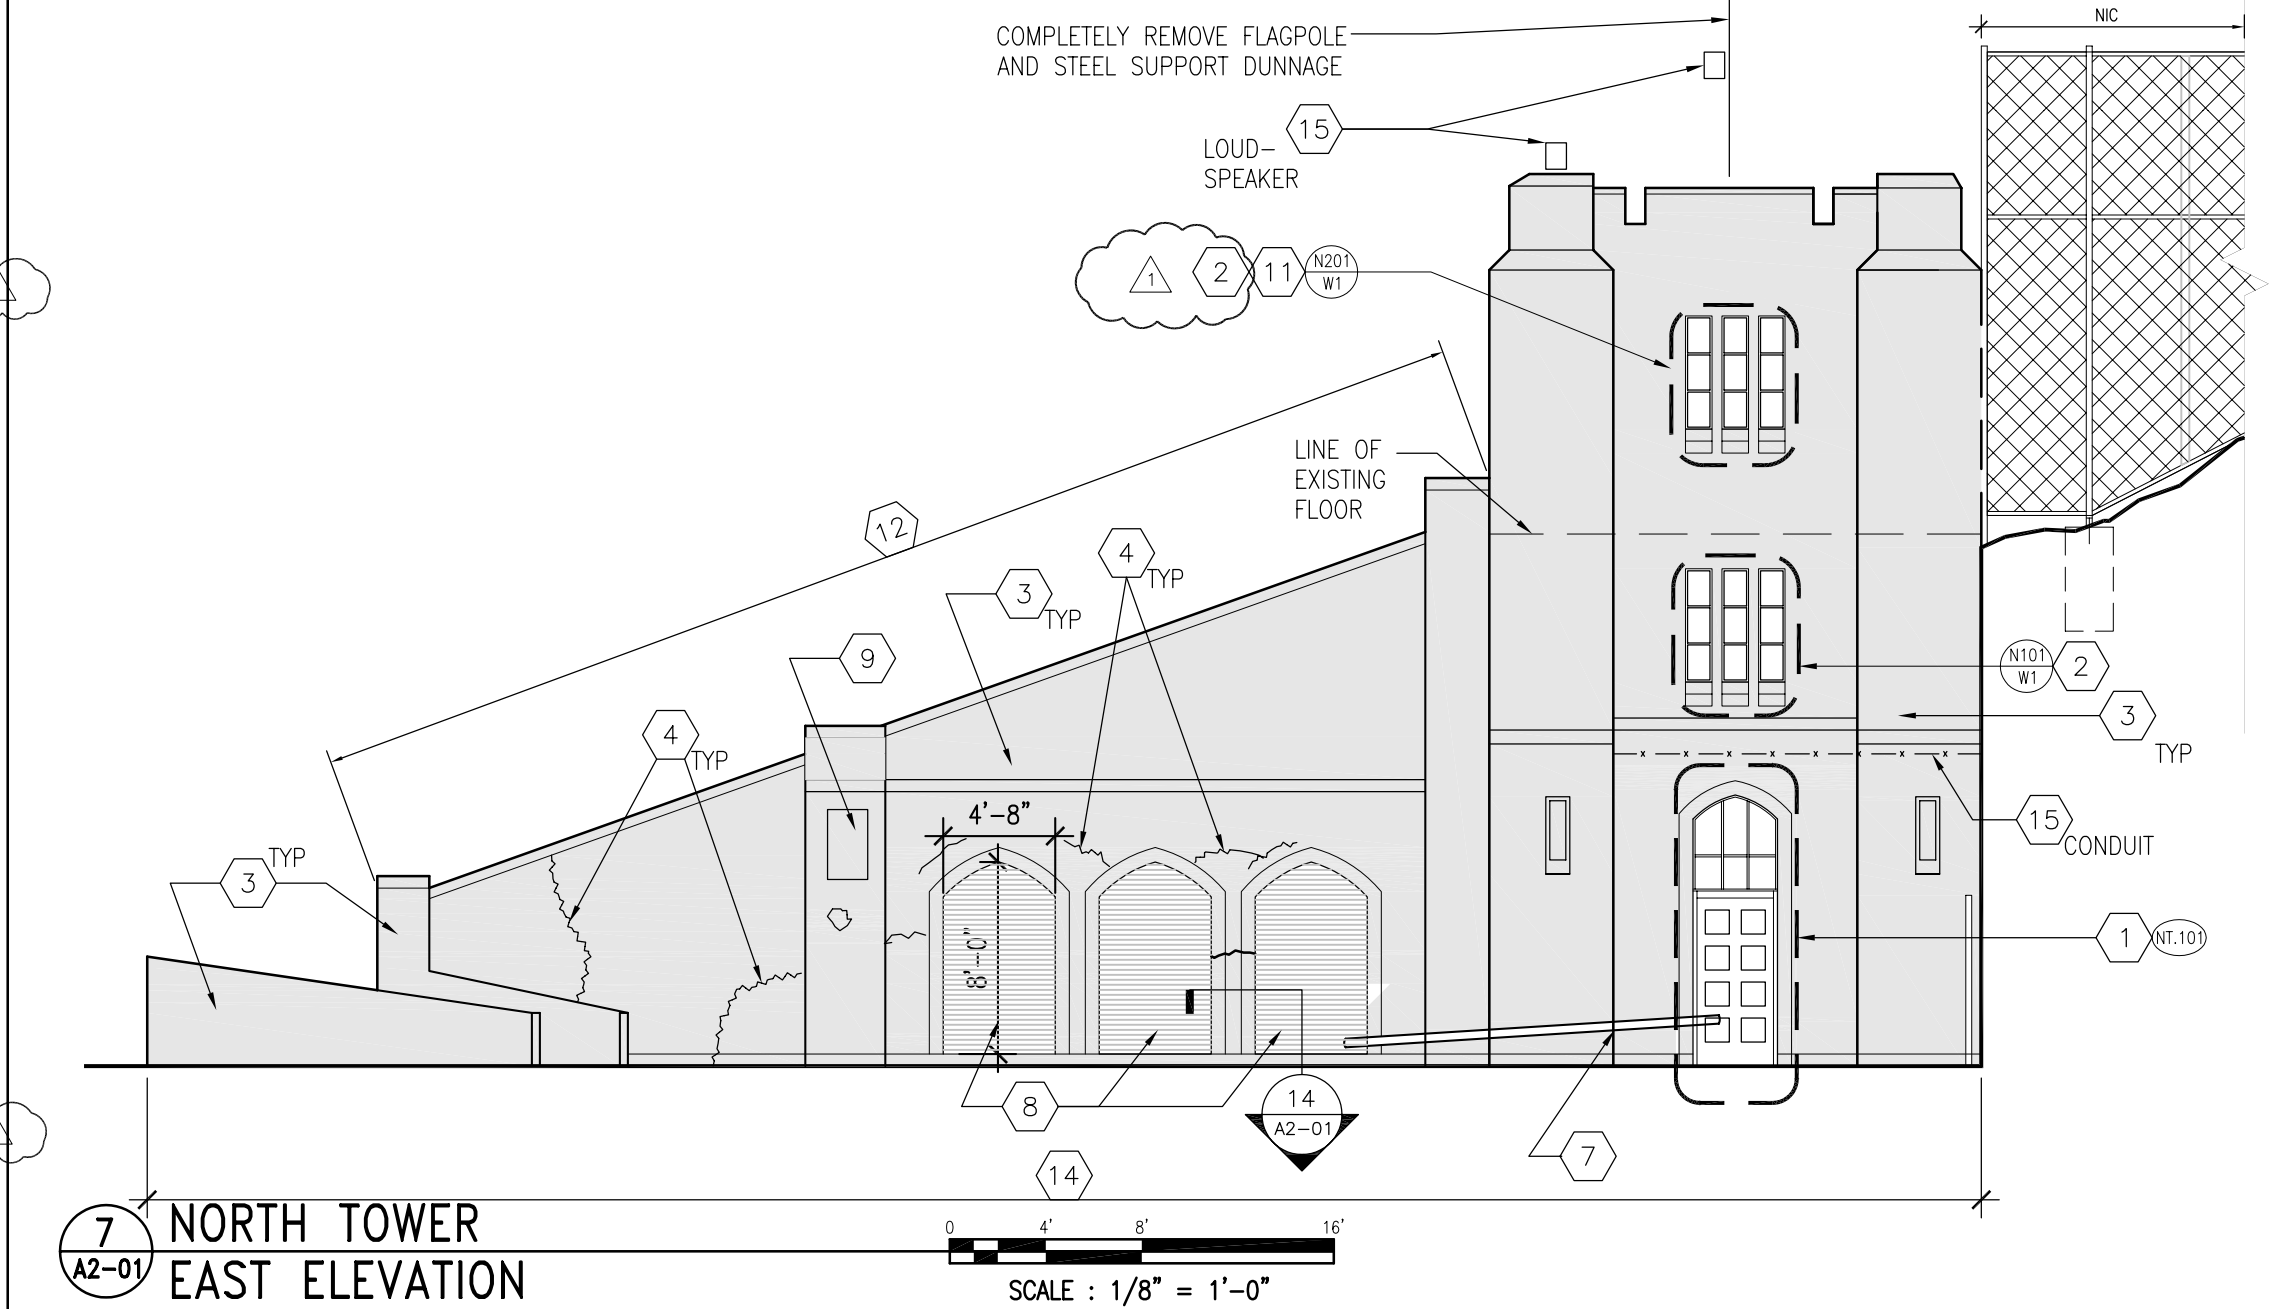 NIC
COMPLETELY REMOVE FLAGPOLE
AND STEEL SUPPORT DUNNAGE
15
LOUD-
SPEAKER
1
2
11
N201
W1
LINE OF
EXISTING
FLOOR
12
4
TYP
3
TYP
9
N101
W1
2
3
TYP
4
TYP
4'-8"
15
CONDUIT
3
TYP
8'-0"
1
NT.101
8
14
A2-01
7
14
7
A2-01
NORTH TOWER
EAST ELEVATION
0 4' 8' 16'
SCALE : 1/8" = 1'-0"
x x x x x x x x